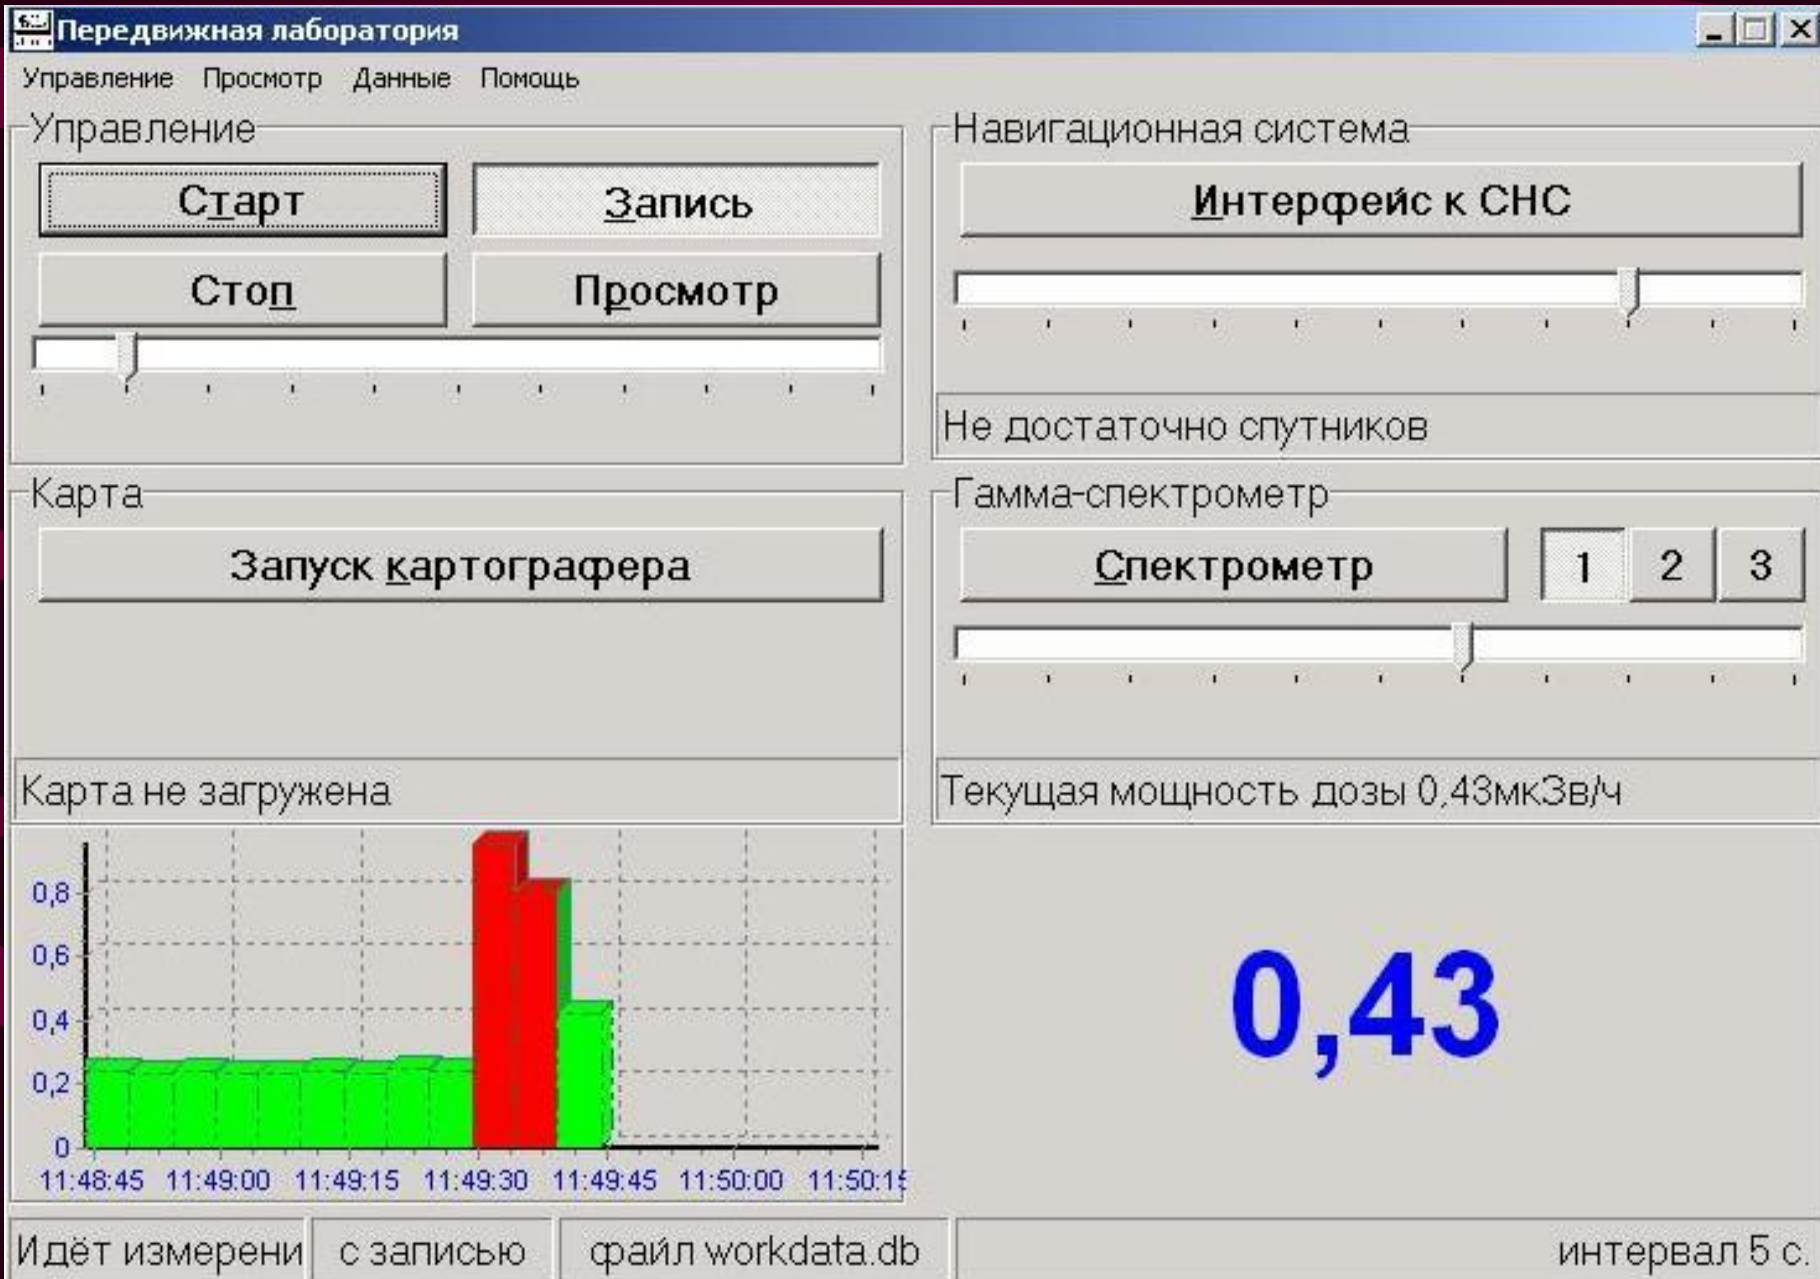 Передвижная лаборатория
Управление Просмотр Данные Помощь
Управление
Старт Запись
Стоп Просмотр
Навигационная система
Интерфейс к СНС
Не достаточно спутников
Карта
Запуск картографера
Карта не загружена
Гамма-спектрометр
Спектрометр 1 2 3
Текущая мощность дозы 0,43мкЗв/ч
0,8
0,6
0,4
0,2
0
11:48:45 11:49:00 11:49:15 11:49:30 11:49:45 11:50:00 11:50:15
0,43
Идёт измерени с записью файл workdata.db интервал 5 с.